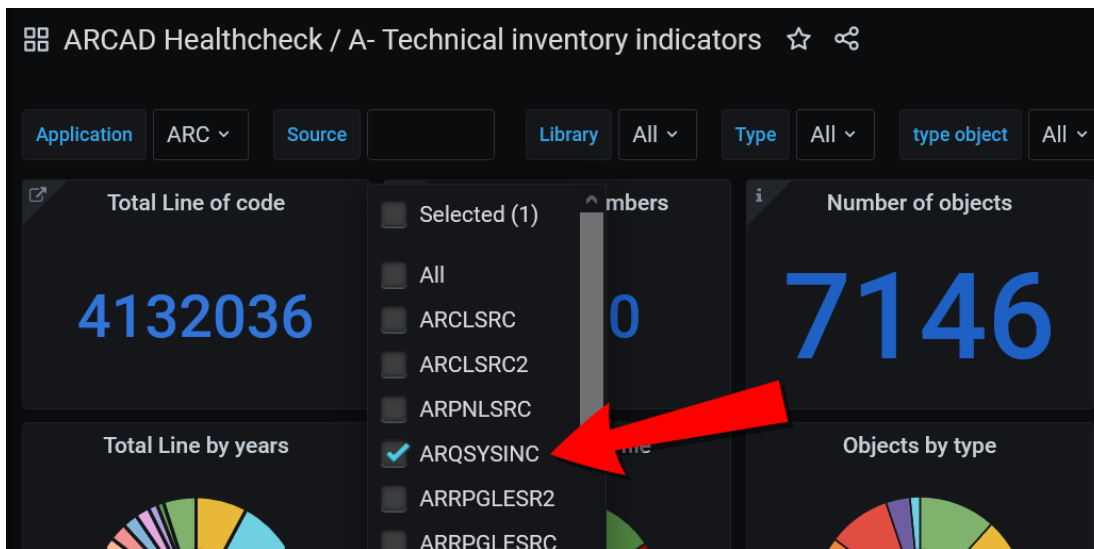 ARCAD Healthcheck / A- Technical inventory indicators
Application ARC Source Library All Type All type object All
Total Line of code
4132036
mbers
0
Number of objects
7146
Selected (1)
All
ARCLSRC
ARCLSRC2
ARPNLSRC
ARQSYSINC
ARRPGLESR2
ARRPGLESRC
Total Line by years
Objects by type